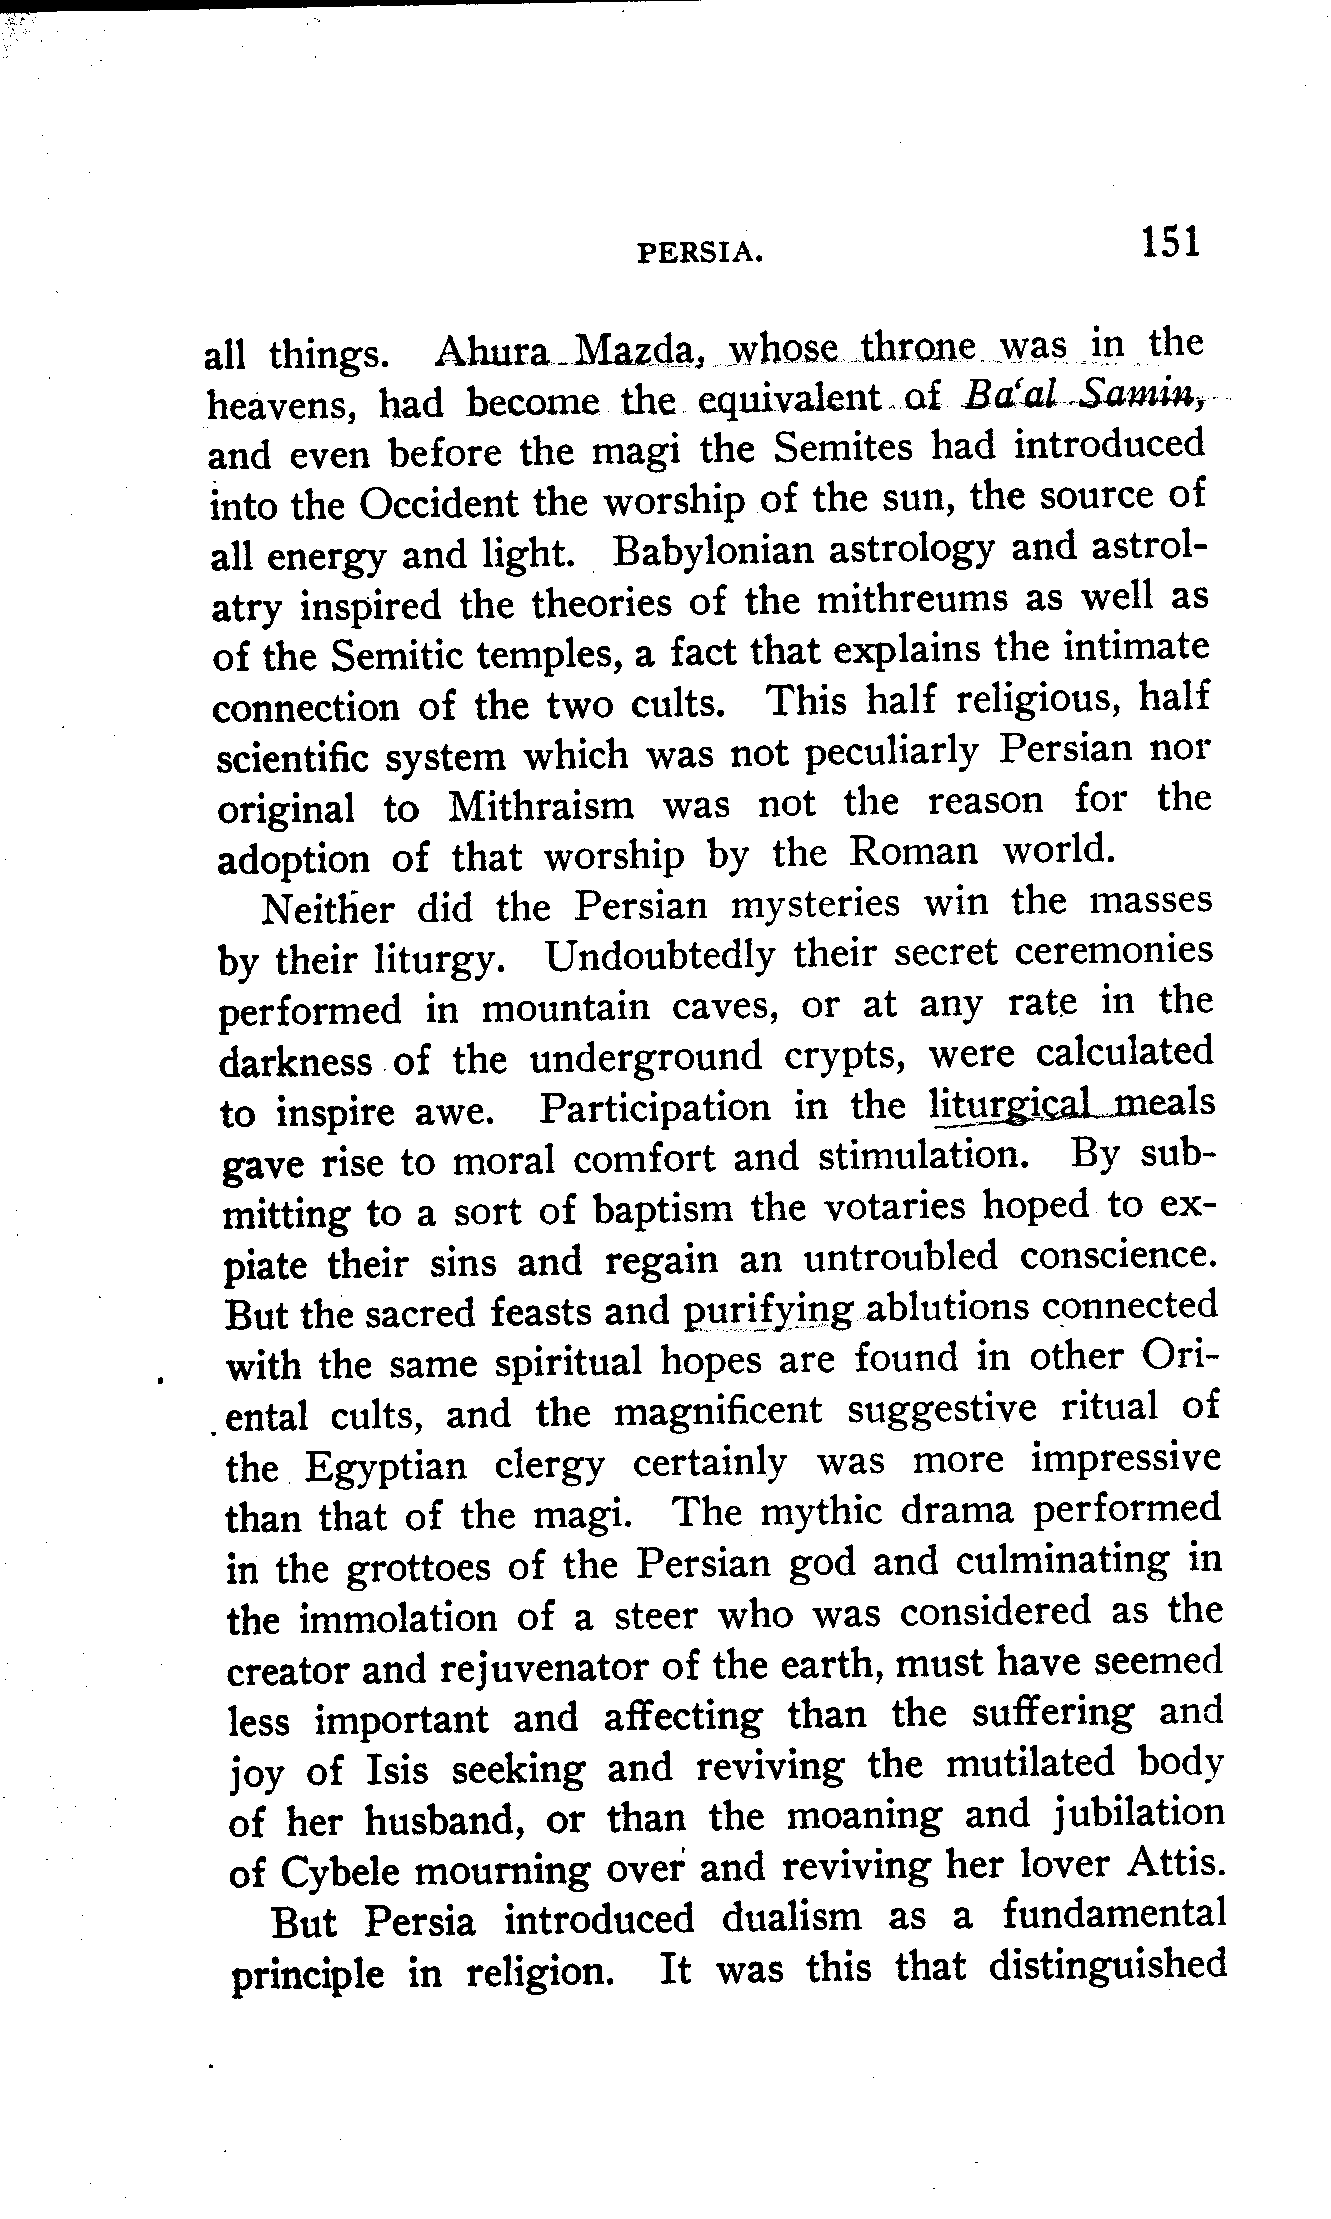 PERSIA. 151
all things. Ahura Mazda, whose throne was in the
heavens, had become the equivalent of Ba‘al Samin,
and even before the magi the Semites had introduced
into the Occident the worship of the sun, the source of
all energy and light. Babylonian astrology and astrol-
atry inspired the theories of the mithreums as well as
of the Semitic temples, a fact that explains the intimate
connection of the two cults. This half religious, half
scientific system which was not peculiarly Persian nor
original to Mithraism was not the reason for the
adoption of that worship by the Roman world.
Neither did the Persian mysteries win the masses
by their liturgy. Undoubtedly their secret ceremonies
performed in mountain caves, or at any rate in the
darkness of the underground crypts, were calculated
to inspire awe. Participation in the liturgical meals
gave rise to moral comfort and stimulation. By sub-
mitting to a sort of baptism the votaries hoped to ex-
piate their sins and regain an untroubled conscience.
But the sacred feasts and purifying ablutions connected
with the same spiritual hopes are found in other Ori-
ental cults, and the magnificent suggestive ritual of
the Egyptian clergy certainly was more impressive
than that of the magi. The mythic drama performed
in the grottoes of the Persian god and culminating in
the immolation of a steer who was considered as the
creator and rejuvenator of the earth, must have seemed
less important and affecting than the suffering and
joy of Isis seeking and reviving the mutilated body
of her husband, or than the moaning and jubilation
of Cybele mourning over and reviving her lover Attis.
But Persia introduced dualism as a fundamental
principle in religion. It was this that distinguished